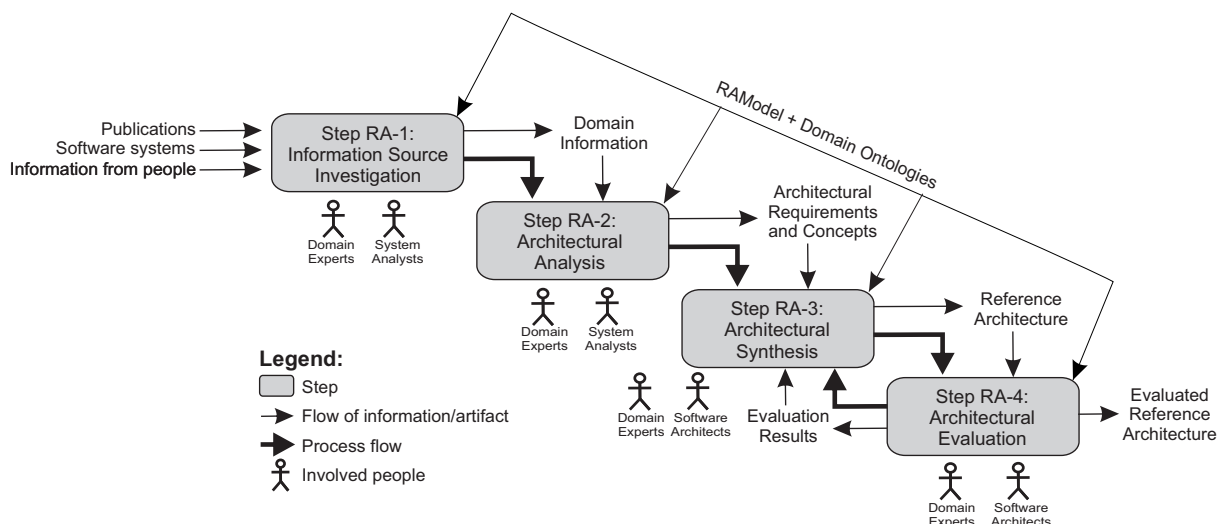 Publications
Software systems
Information from people
Step RA-1:
Information Source
Investigation
Domain
Experts
System
Analysts
Domain
Information
RAModel + Domain Ontologies
Step RA-2:
Architectural
Analysis
Domain
Experts
System
Analysts
Architectural
Requirements
and Concepts
Step RA-3:
Architectural
Synthesis
Domain
Experts
Software
Architects
Reference
Architecture
Evaluation
Results
Step RA-4:
Architectural
Evaluation
Domain
Experts
Software
Architects
Evaluated
Reference
Architecture
Legend:
Step
Flow of information/artifact
Process flow
Involved people